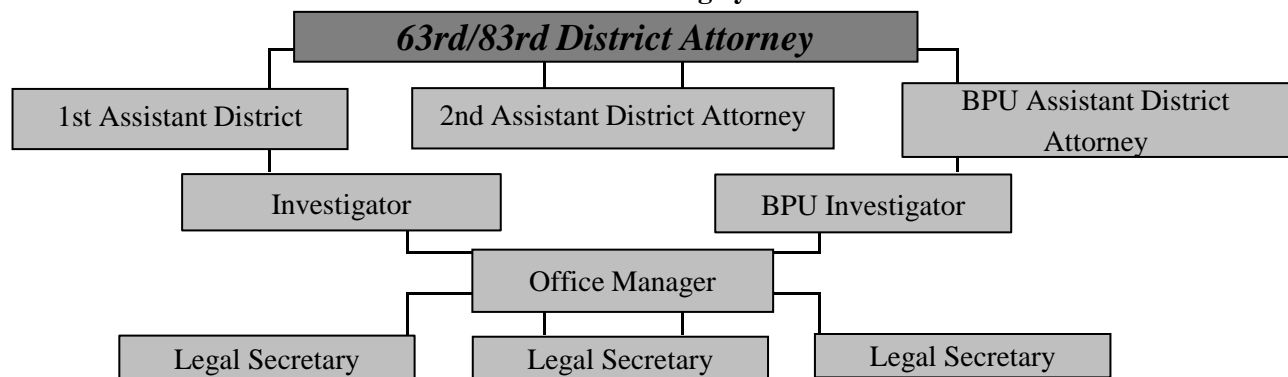 63rd/83rd District Attorney
1st Assistant District
2nd Assistant District Attorney
BPU Assistant District
Attorney
Investigator
BPU Investigator
Office Manager
Legal Secretary
Legal Secretary
Legal Secretary